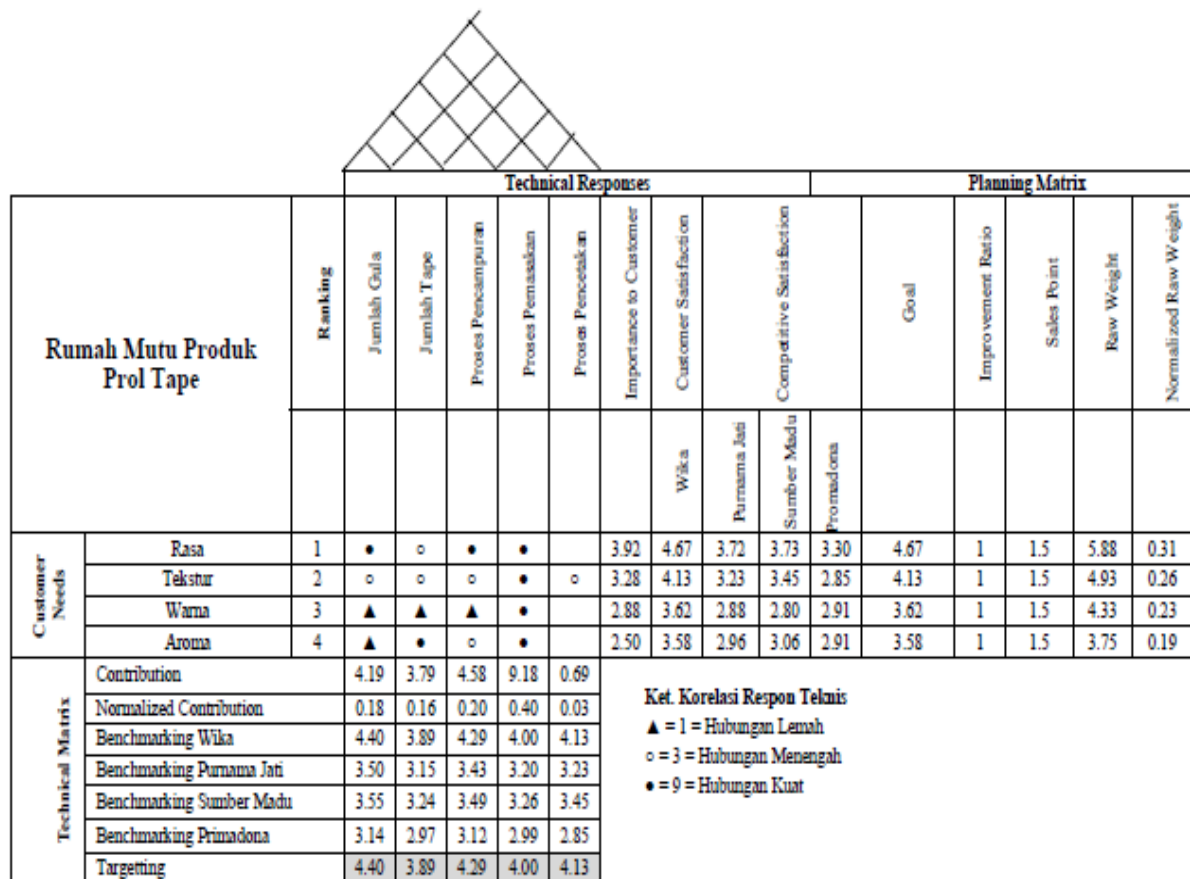 Technical Responses Planning Matrix
Rumah Mutu Produk Prol Tape
Ranking
Jumlah Gula
Jumlah Tape
Proses Pencampuran
Proses Pemasakan
Proses Pencetakan
Importance to Customer
Customer Satisfaction
Competitive Satisfaction
Goal
Improvement Ratio
Sales Point
Raw Weight
Normalized Raw Weight
Wika
Purnama Jati
Sumber Madu
Promadona
Customer Needs
Rasa 1 ● ○ ● ● 3.92 4.67 3.72 3.73 3.30 4.67 1 1.5 5.88 0.31
Tekstur 2 ○ ○ ○ ● ○ 3.28 4.13 3.23 3.45 2.85 4.13 1 1.5 4.93 0.26
Warna 3 ▲ ▲ ▲ ● 2.88 3.62 2.88 2.80 2.91 3.62 1 1.5 4.33 0.23
Aroma 4 ▲ ● ○ ● 2.50 3.58 2.96 3.06 2.91 3.58 1 1.5 3.75 0.19
Technical Matrix
Contribution 4.19 3.79 4.58 9.18 0.69
Normalized Contribution 0.18 0.16 0.20 0.40 0.03
Benchmarking Wika 4.40 3.89 4.29 4.00 4.13
Benchmarking Purnama Jati 3.50 3.15 3.43 3.20 3.23
Benchmarking Sumber Madu 3.55 3.24 3.49 3.26 3.45
Benchmarking Primadona 3.14 2.97 3.12 2.99 2.85
Targetting 4.40 3.89 4.29 4.00 4.13
Ket. Korelasi Respon Teknis
▲ = 1 = Hubungan Lemah
○ = 3 = Hubungan Menengah
● = 9 = Hubungan Kuat